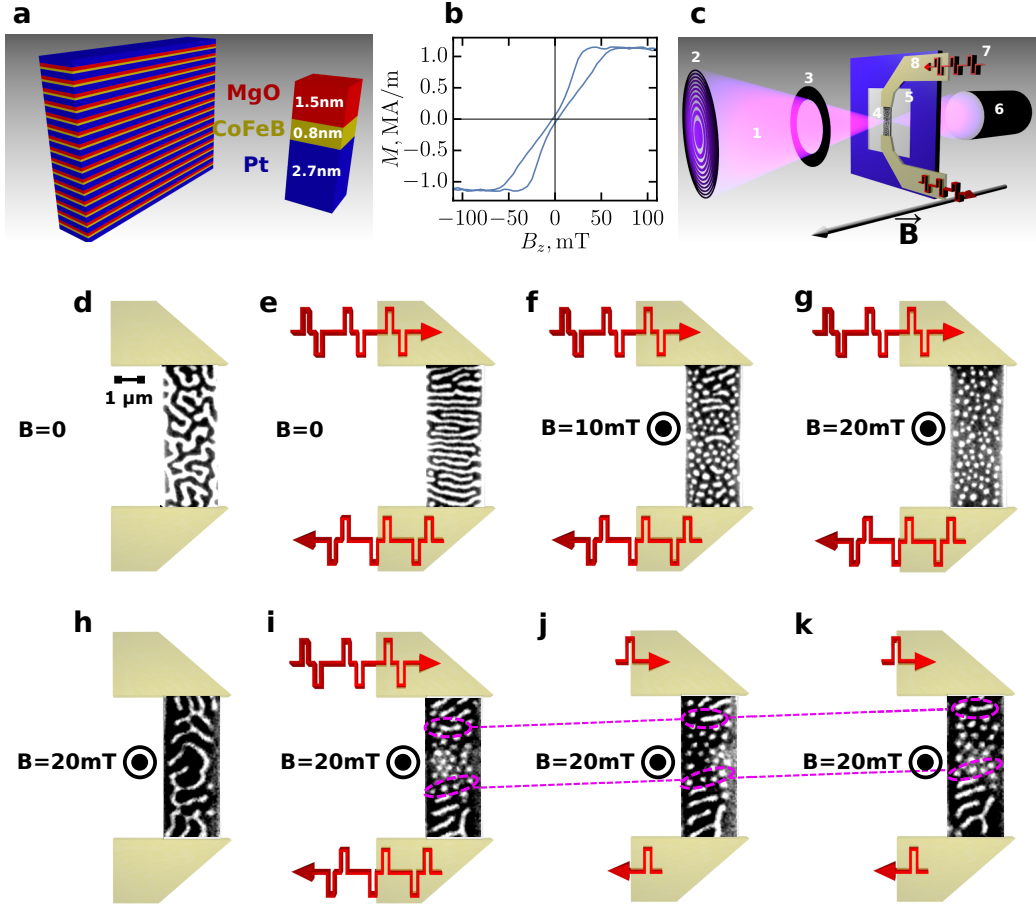 a
MgO
1.5nm
CoFeB
0.8nm
Pt
2.7nm
b
M, MA/m
1.0
0.5
0.0
−0.5
−1.0
−100 −50 0 50 100
B_z, mT
c
1
2
3
4
5
6
7
8
B
d
1 µm
B=0
e
B=0
f
B=10mT
g
B=20mT
h
B=20mT
i
B=20mT
j
B=20mT
k
B=20mT